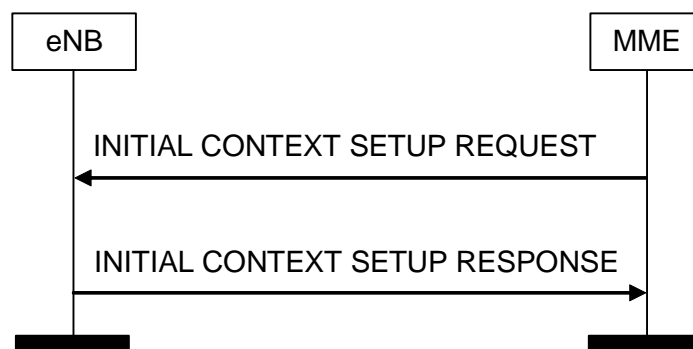 eNB
MME
INITIAL CONTEXT SETUP REQUEST
INITIAL CONTEXT SETUP RESPONSE